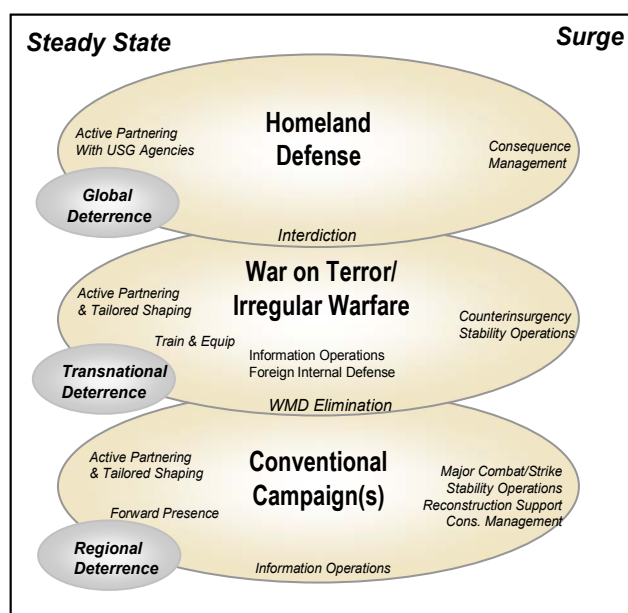 Steady State
Surge
Homeland
Defense
Active Partnering
With USG Agencies
Consequence
Management
Global
Deterrence
Interdiction
War on Terror/
Irregular Warfare
Active Partnering
& Tailored Shaping
Counterinsurgency
Stability Operations
Train & Equip
Information Operations
Foreign Internal Defense
Transnational
Deterrence
WMD Elimination
Active Partnering
& Tailored Shaping
Conventional
Campaign(s)
Major Combat/Strike
Stability Operations
Reconstruction Support
Cons. Management
Forward Presence
Regional
Deterrence
Information Operations